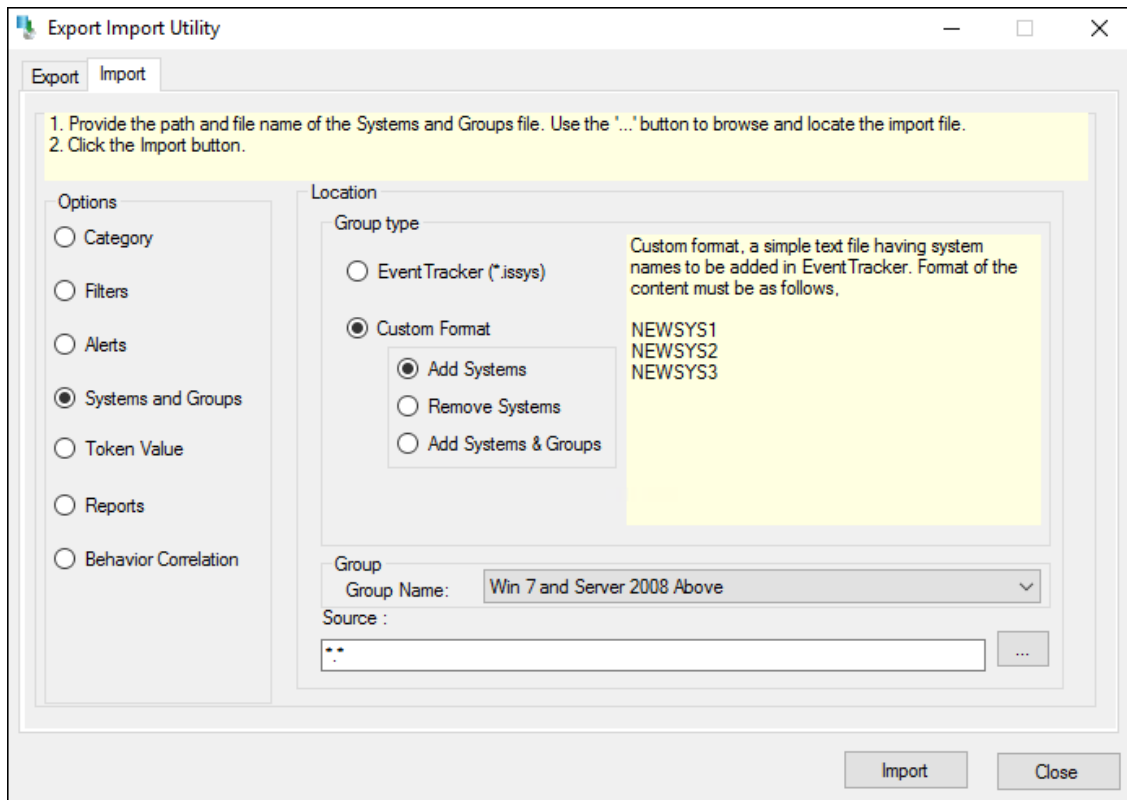 Export Import Utility
Export
Import
1. Provide the path and file name of the Systems and Groups file. Use the '...' button to browse and locate the import file.
2. Click the Import button.
Options
Category
Filters
Alerts
Systems and Groups
Token Value
Reports
Behavior Correlation
Location
Group type
EventTracker (*.issys)
Custom Format
Add Systems
Remove Systems
Add Systems & Groups
Custom format, a simple text file having system
names to be added in EventTracker. Format of the
content must be as follows,
NEWSYS1
NEWSYS2
NEWSYS3
Group
Group Name:
Win 7 and Server 2008 Above
Source :
*.*
...
Import
Close